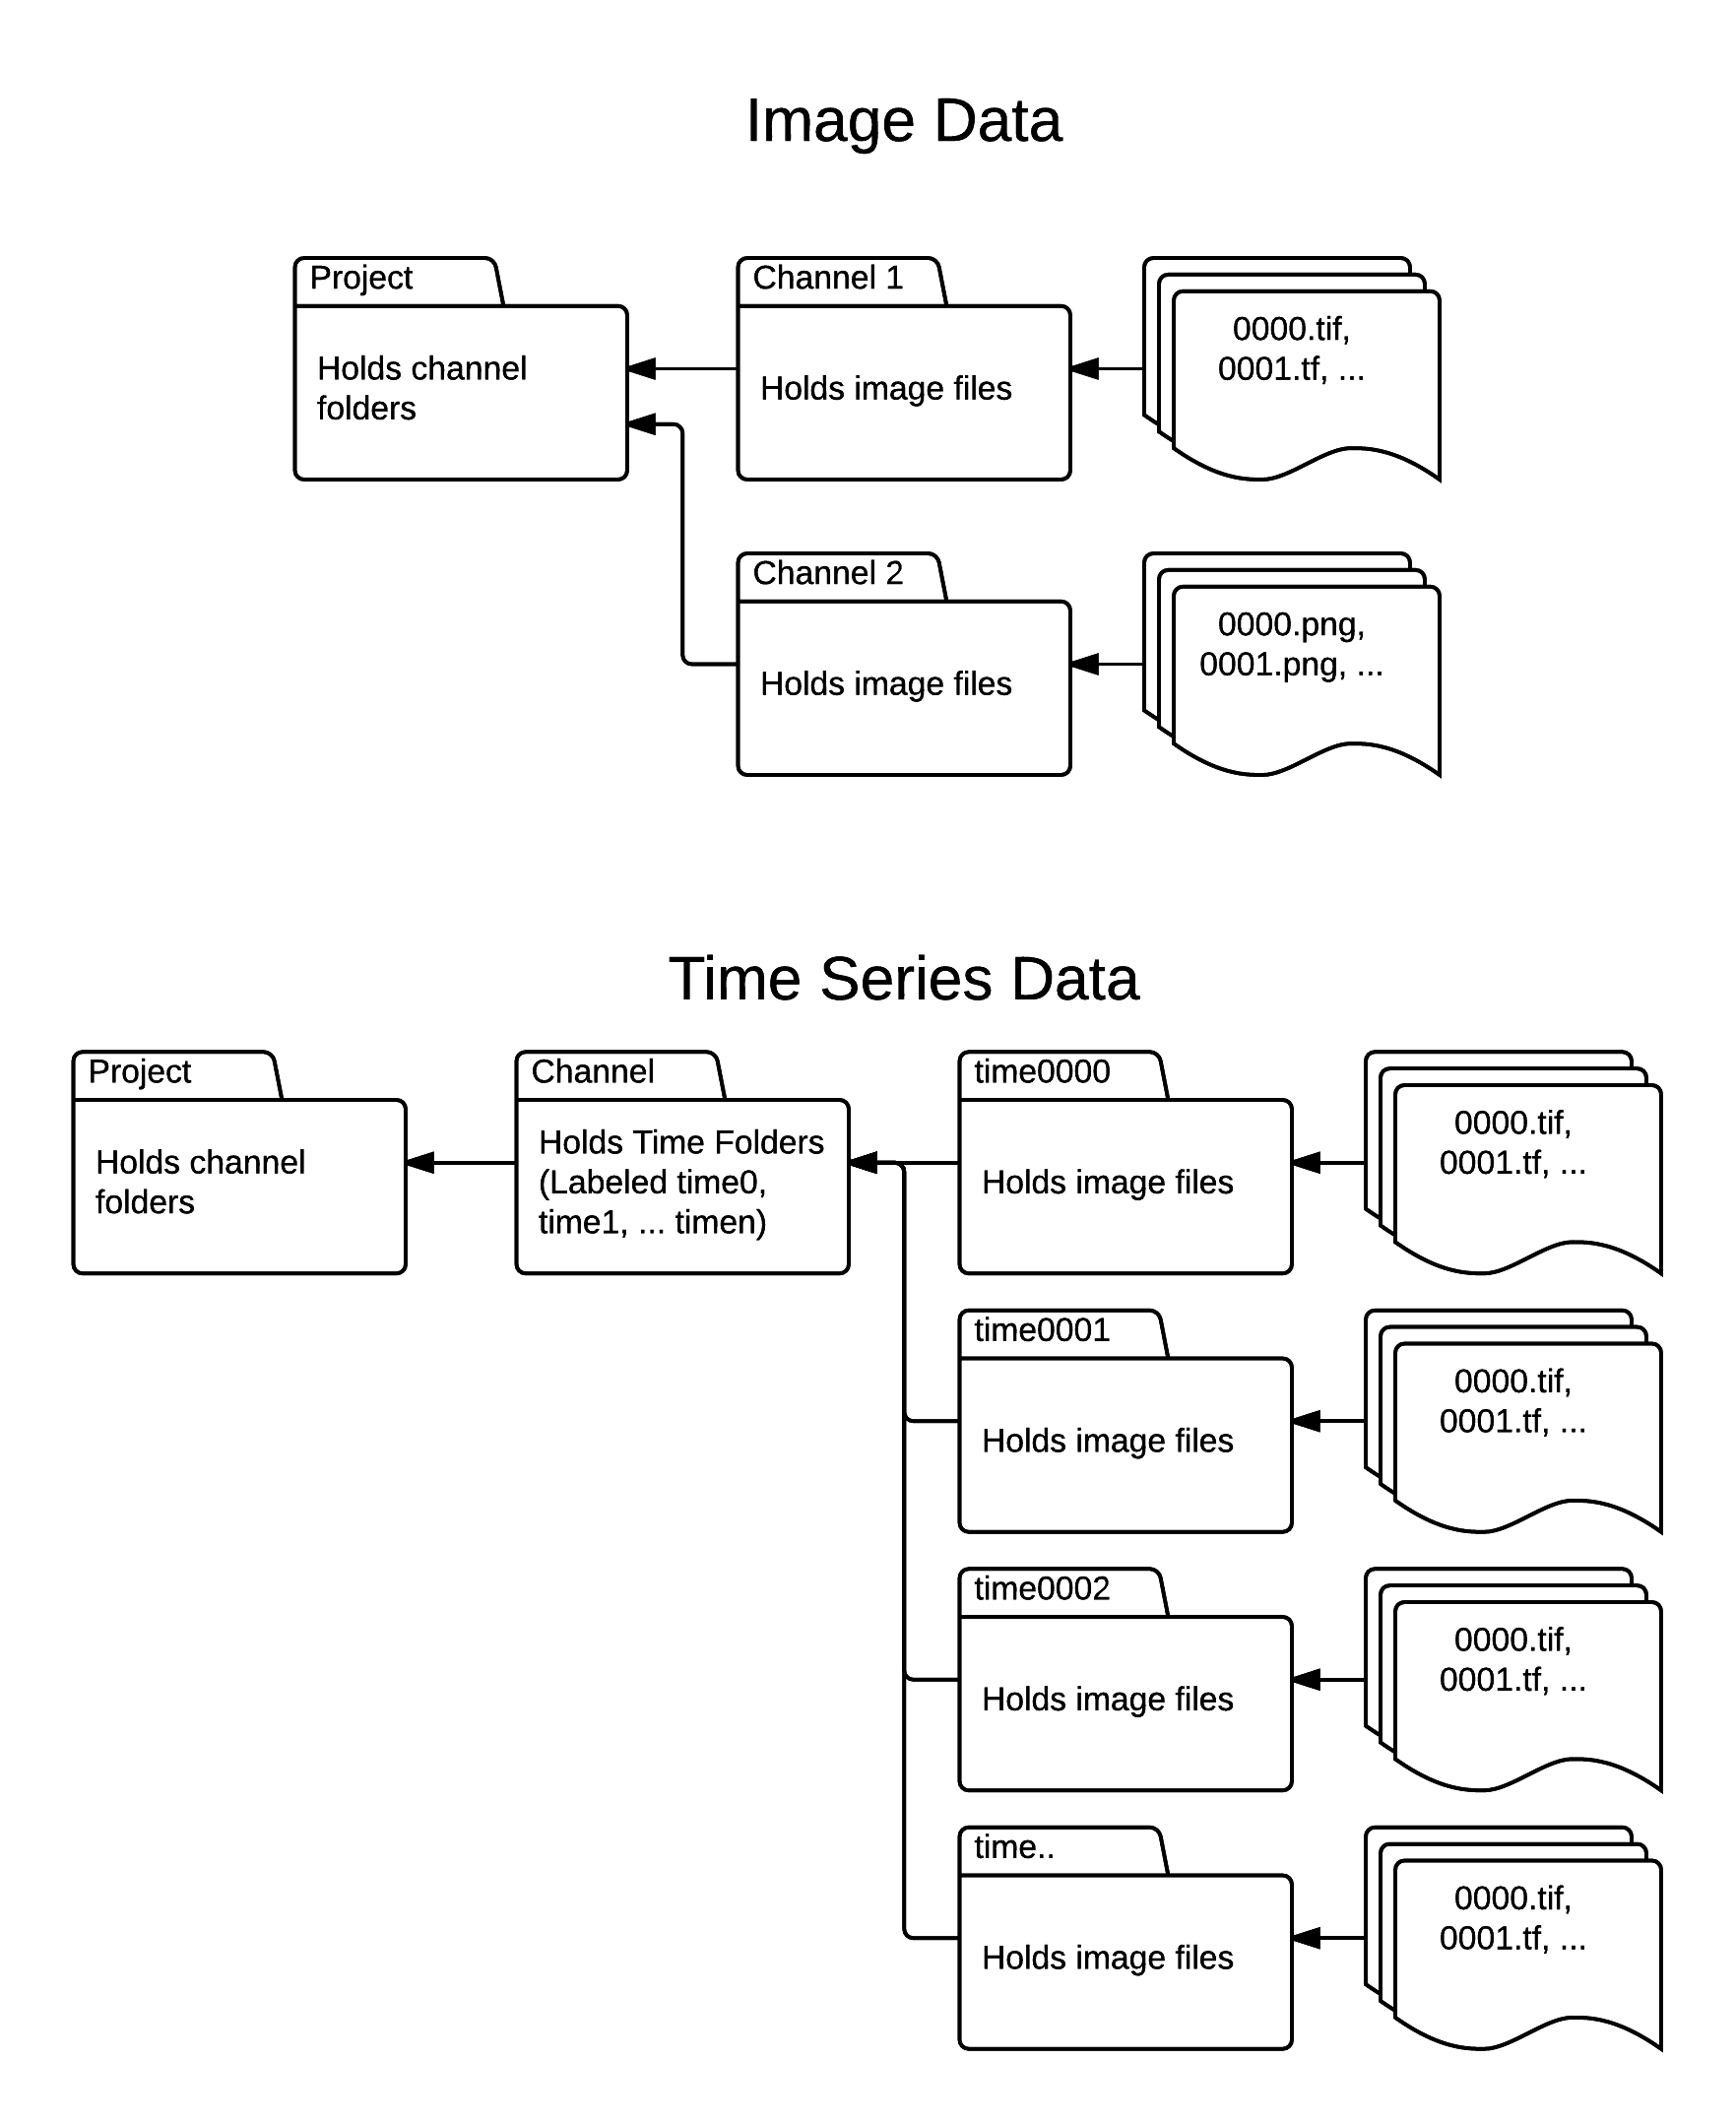 Image Data
Project
Holds channel
folders
Channel 1
Holds image files
0000.tif,
0001.tf, ...
Channel 2
Holds image files
0000.png,
0001.png, ...
Time Series Data
Project
Holds channel
folders
Channel
Holds Time Folders
(Labeled time0,
time1, ... timen)
time0000
Holds image files
0000.tif,
0001.tf, ...
time0001
Holds image files
0000.tif,
0001.tf, ...
time0002
Holds image files
0000.tif,
0001.tf, ...
time..
Holds image files
0000.tif,
0001.tf, ...